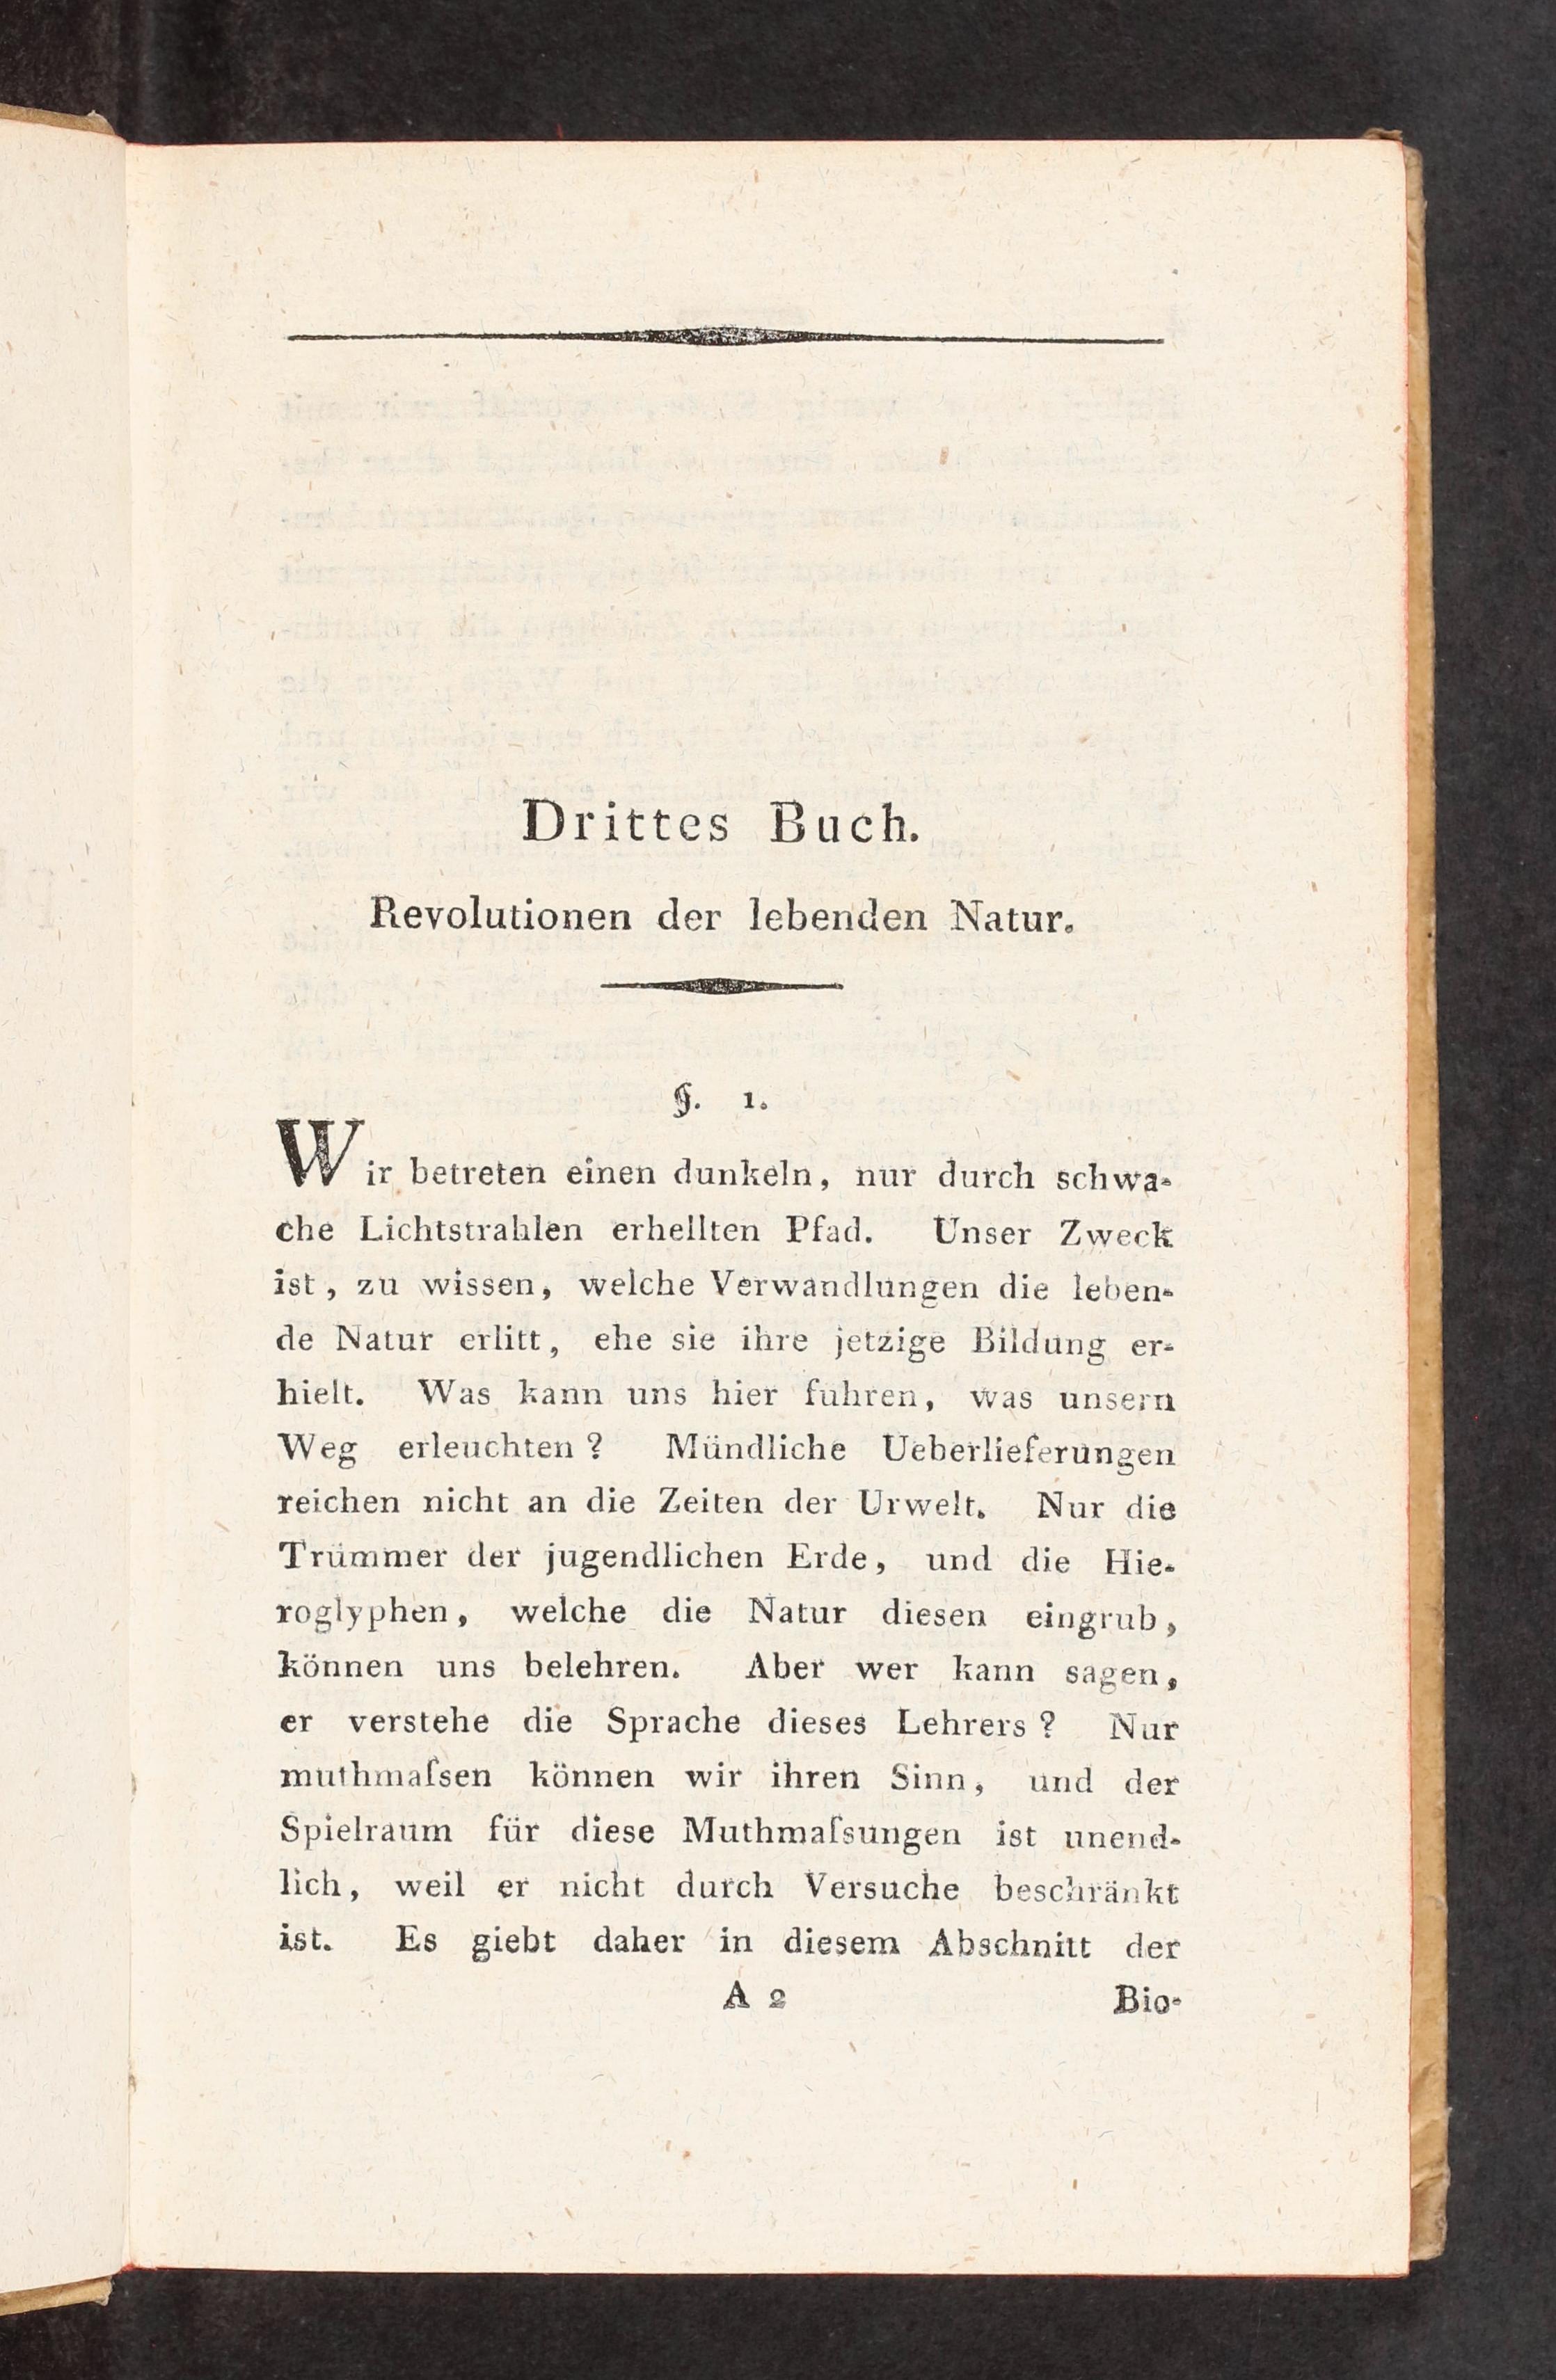 Drittes Buch.
Revolutionen der lebenden Natur.
§. 1.
Wir betreten einen dunkeln, nur durch schwa-
che Lichtstrahlen erhellten Pfad. Unser Zweck
ist, zu wissen, welche Verwandlungen die leben-
de Natur erlitt, ehe sie ihre jetzige Bildung er-
hielt. Was kann uns hier fuhren, was unsern
Weg erleuchten? Mündliche Ueberlieferungen
reichen nicht an die Zeiten der Urwelt. Nur die
Trümmer der jugendlichen Erde, und die Hie-
roglyphen, welche die Natur diesen eingrub,
können uns belehren. Aber wer kann sagen,
er verstehe die Sprache dieses Lehrers? Nur
muthmaſsen können wir ihren Sinn, und der
Spielraum für diese Muthmaſsungen ist unend-
lich, weil er nicht durch Versuche beschränkt
ist. Es giebt daher in diesem Abschnitt der
A 2 Bio-